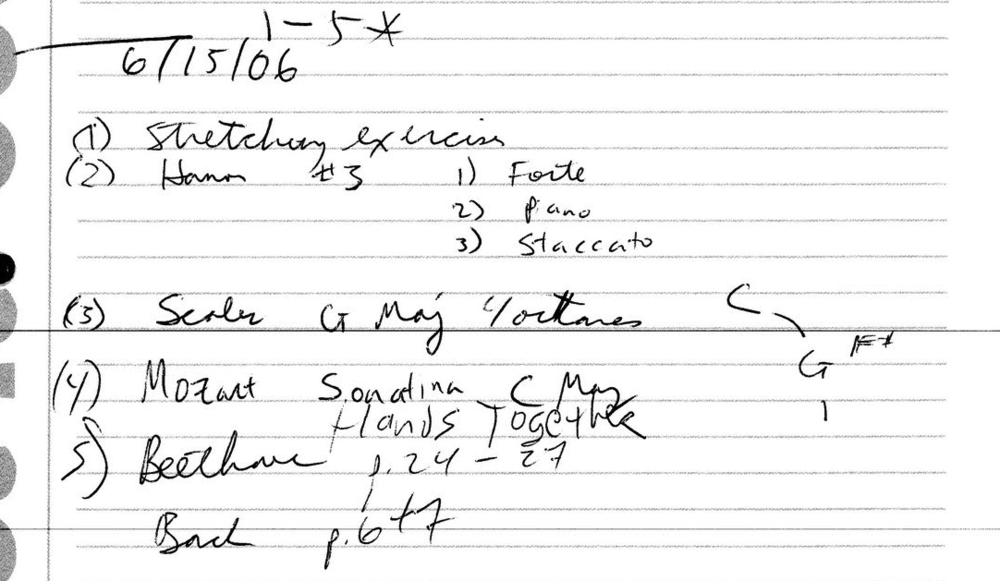 1-5*
6/15/06
(1) Stretching exercises
(2) Hanon #3 1) Forte
2) piano
3) Staccato
(3) Scales G Maj 4 octaves
C
G F#
1
(4) Mozart Sonatina C Maj
Hands Together
5) Beethoven p.24-27
Bach p.6+7